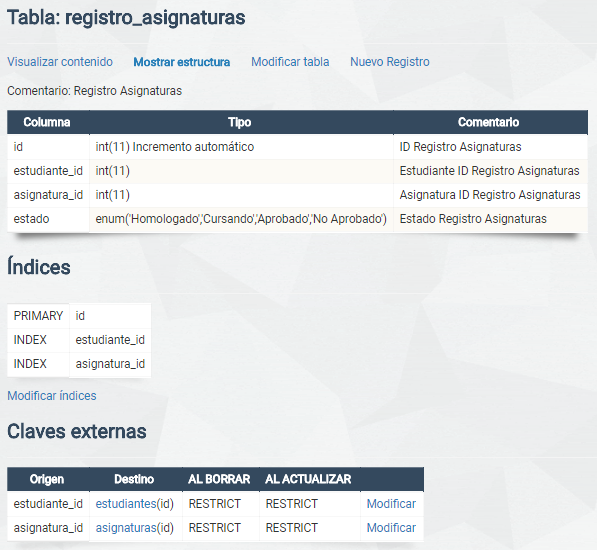 Tabla: registro_asignaturas
Visualizar contenido Mostrar estructura Modificar tabla Nuevo Registro
Comentario: Registro Asignaturas
Columna Tipo Comentario
id int(11) Incremento automático ID Registro Asignaturas
estudiante_id int(11) Estudiante ID Registro Asignaturas
asignatura_id int(11) Asignatura ID Registro Asignaturas
estado enum('Homologado','Cursando','Aprobado','No Aprobado') Estado Registro Asignaturas
Índices
PRIMARY id
INDEX estudiante_id
INDEX asignatura_id
Modificar índices
Claves externas
Origen Destino AL BORRAR AL ACTUALIZAR
estudiante_id estudiantes(id) RESTRICT RESTRICT Modificar
asignatura_id asignaturas(id) RESTRICT RESTRICT Modificar